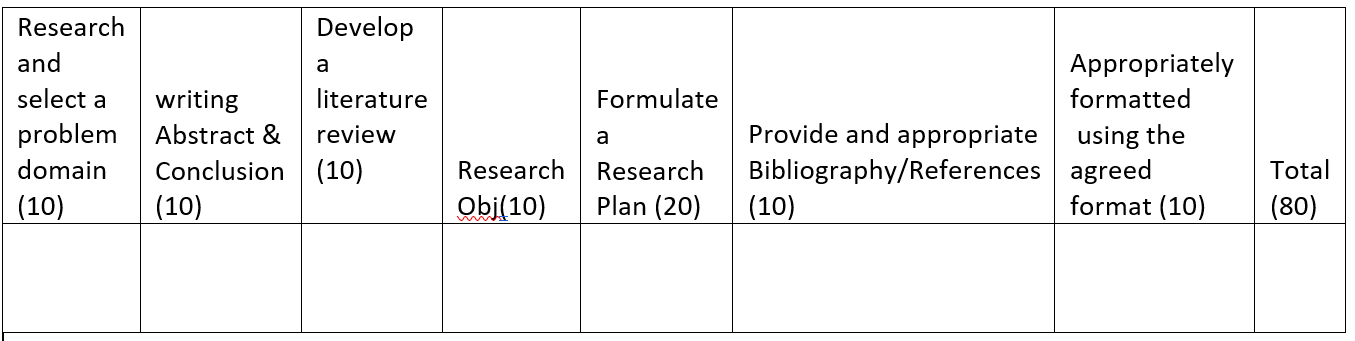 Research
and
select a
problem
domain
(10)
writing
Abstract &
Conclusion
(10)
Develop
a
literature
review
(10)
Research
Obj(10)
Formulate
a
Research
Plan (20)
Provide and appropriate
Bibliography/References
(10)
Appropriately
formatted
using the
agreed
format (10)
Total
(80)